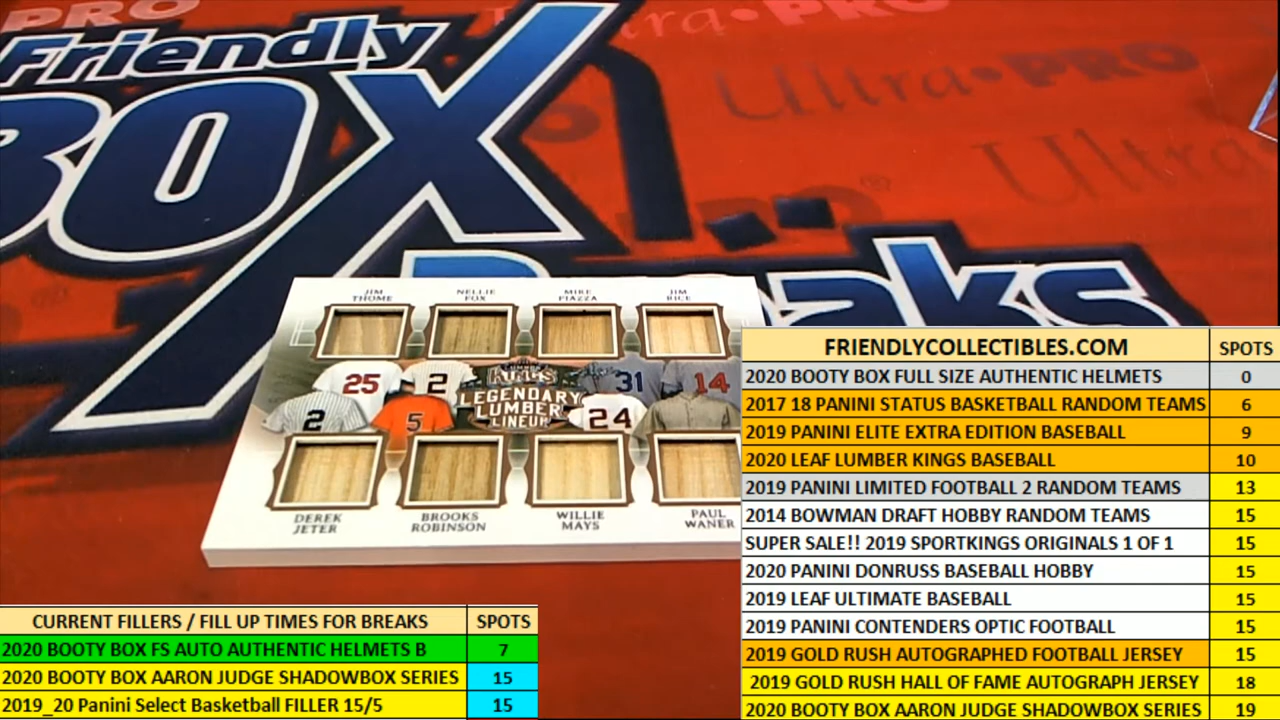 PRO
Ultra•PRO
Friendly
BOX
Ultra•PRO
Ultra
Breaks
JIM THOME
NELLIE FOX
MIKE PIAZZA
JIM RICE
25
2
31
14
LEGENDARY
LUMBER
LINEUP
2
5
24
DEREK JETER
BROOKS ROBINSON
WILLIE MAYS
PAUL WANER
FRIENDLYCOLLECTIBLES.COM SPOTS
2020 BOOTY BOX FULL SIZE AUTHENTIC HELMETS 0
2017 18 PANINI STATUS BASKETBALL RANDOM TEAMS 6
2019 PANINI ELITE EXTRA EDITION BASEBALL 9
2020 LEAF LUMBER KINGS BASEBALL 10
2019 PANINI LIMITED FOOTBALL 2 RANDOM TEAMS 13
2014 BOWMAN DRAFT HOBBY RANDOM TEAMS 15
SUPER SALE!! 2019 SPORTKINGS ORIGINALS 1 OF 1 15
2020 PANINI DONRUSS BASEBALL HOBBY 15
2019 LEAF ULTIMATE BASEBALL 15
2019 PANINI CONTENDERS OPTIC FOOTBALL 15
2019 GOLD RUSH AUTOGRAPHED FOOTBALL JERSEY 15
2019 GOLD RUSH HALL OF FAME AUTOGRAPH JERSEY 18
2020 BOOTY BOX AARON JUDGE SHADOWBOX SERIES 19
CURRENT FILLERS / FILL UP TIMES FOR BREAKS SPOTS
2020 BOOTY BOX FS AUTO AUTHENTIC HELMETS B 7
2020 BOOTY BOX AARON JUDGE SHADOWBOX SERIES 15
2019_20 Panini Select Basketball FILLER 15/5 15